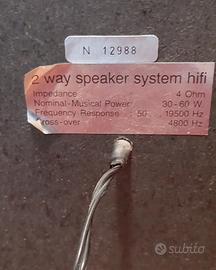 N 12988
2 way speaker system hifi
Impedance 4 Ohm
Nominal-Musical Power 30-60 W
Frequency Response 50 19500 Hz
Cross-over 4800 Hz
subito